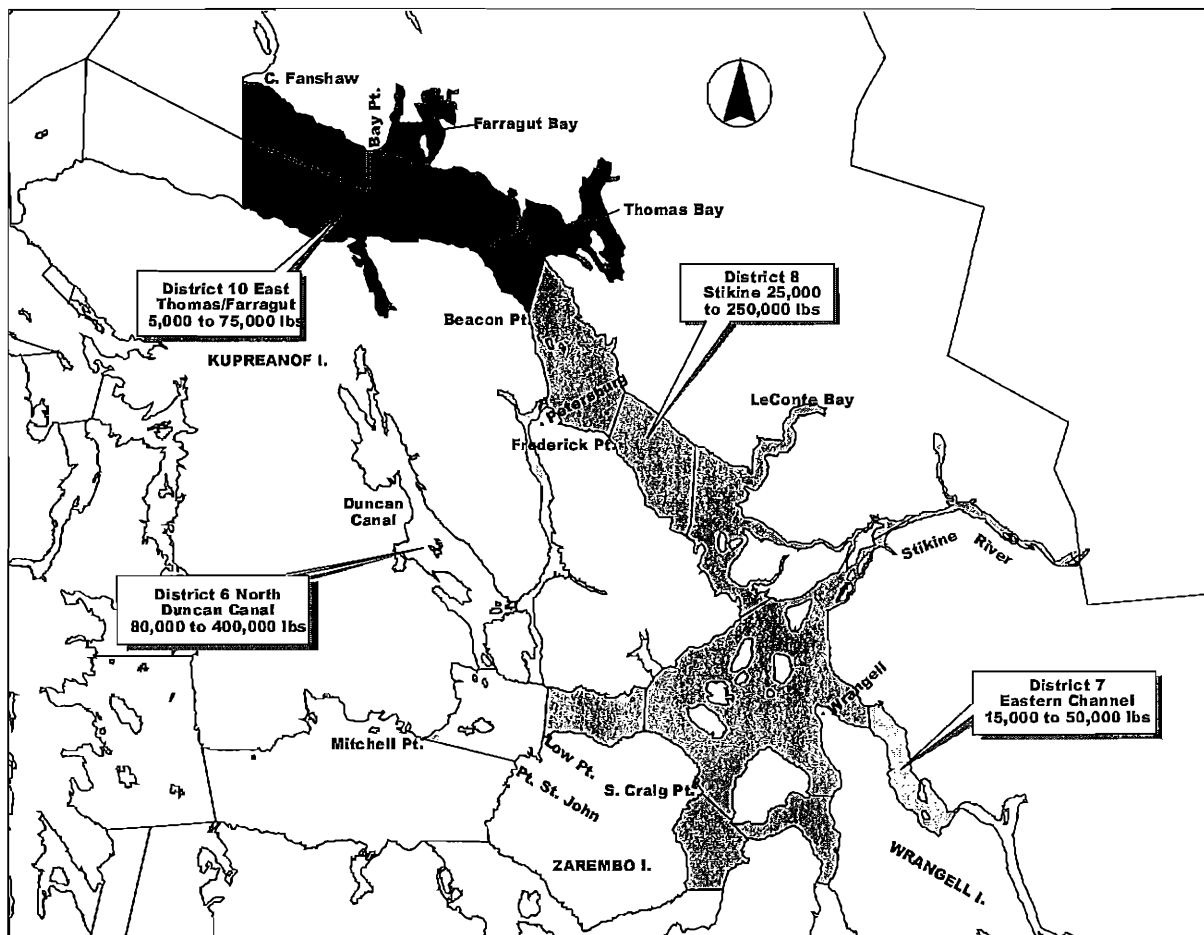 C. Fanshaw
Bay Pt.
Farragut Bay
Thomas Bay
District 10 East
Thomas/Farragut
5,000 to 75,000 lbs
District 8
Stikine 25,000
to 250,000 lbs
Beacon Pt.
KUPREANOF I.
Petersburg
LeConte Bay
Frederick Pt.
Duncan
Canal
Stikine River
District 6 North
Duncan Canal
80,000 to 400,000 lbs
Wrangell
District 7
Eastern Channel
15,000 to 50,000 lbs
Mitchell Pt.
Low Pt.
Pt. St. John
S. Craig Pt.
ZAREMBO I.
WRANGELL I.